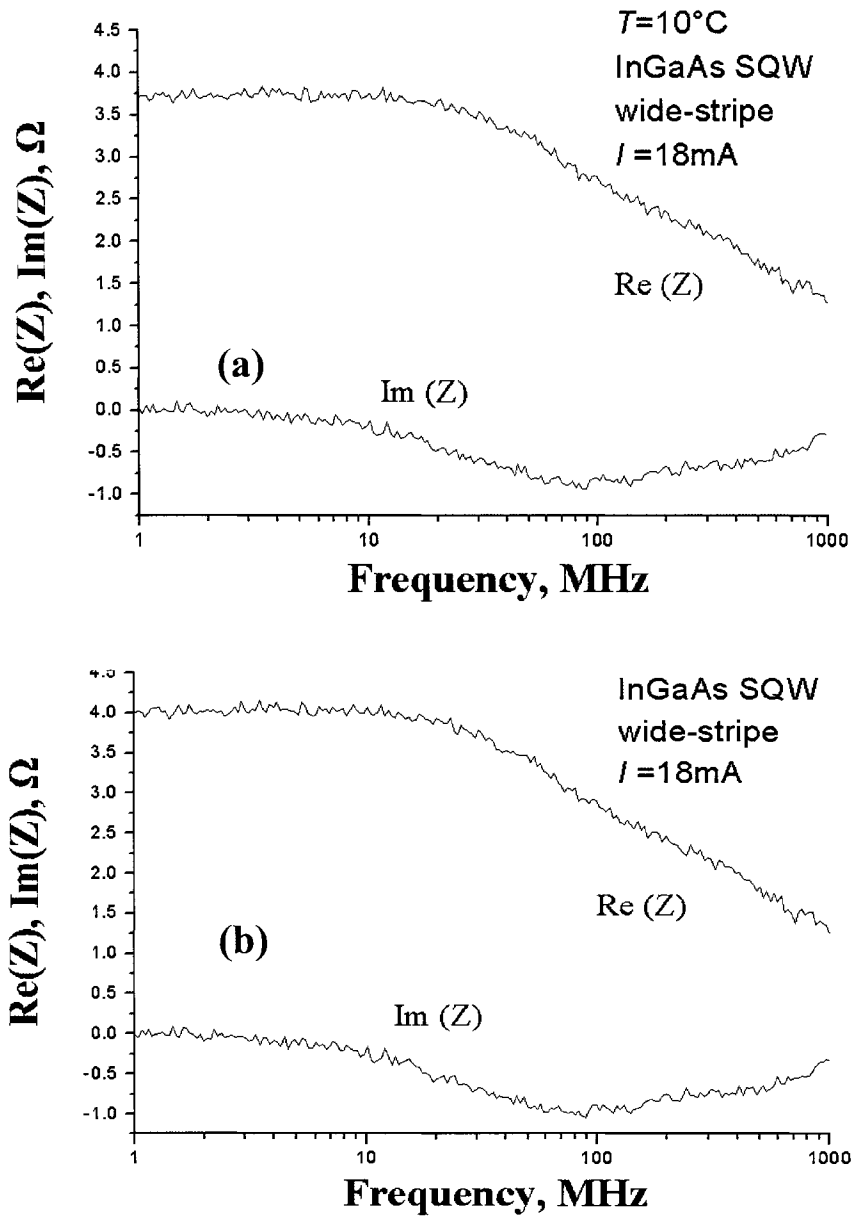 T=10°C
InGaAs SQW
wide-stripe
I =18mA
Re(Z), Im(Z), Ω
4.5
4.0
3.5
3.0
2.5
2.0
1.5
1.0
0.5
0.0
-0.5
-1.0
Re (Z)
(a)
Im (Z)
1
10
100
1000
Frequency, MHz
InGaAs SQW
wide-stripe
I =18mA
Re(Z), Im(Z), Ω
4.5
4.0
3.5
3.0
2.5
2.0
1.5
1.0
0.5
0.0
-0.5
-1.0
Re (Z)
(b)
Im (Z)
1
10
100
1000
Frequency, MHz